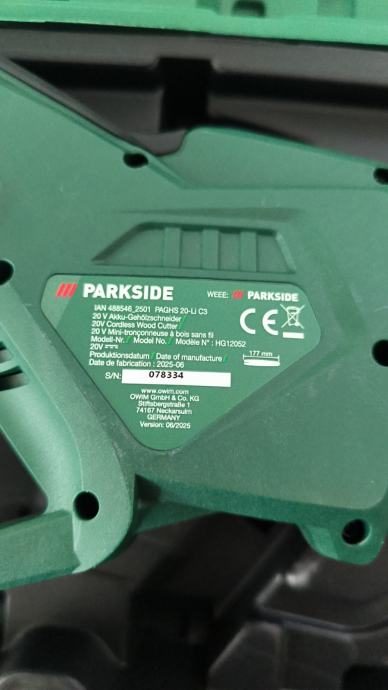 PARKSIDE
WEEE: PARKSIDE
IAN 488546_2501 PAGHS 20-Li C3
20 V Akku-Gehölzschneider /
20V Cordless Wood Cutter /
20 V Mini-tronçonneuse à bois sans fil
Modell-Nr. / Model No. / Modèle N° : HG12052
20V
CE
177 mm
Produktionsdatum / Date of manufacture /
Date de fabrication : 2025-06
S/N: 078334
www.owim.com
OWIM GmbH & Co. KG
Stiftsbergstraße 1
74167 Neckarsulm
GERMANY
Version: 06/2025